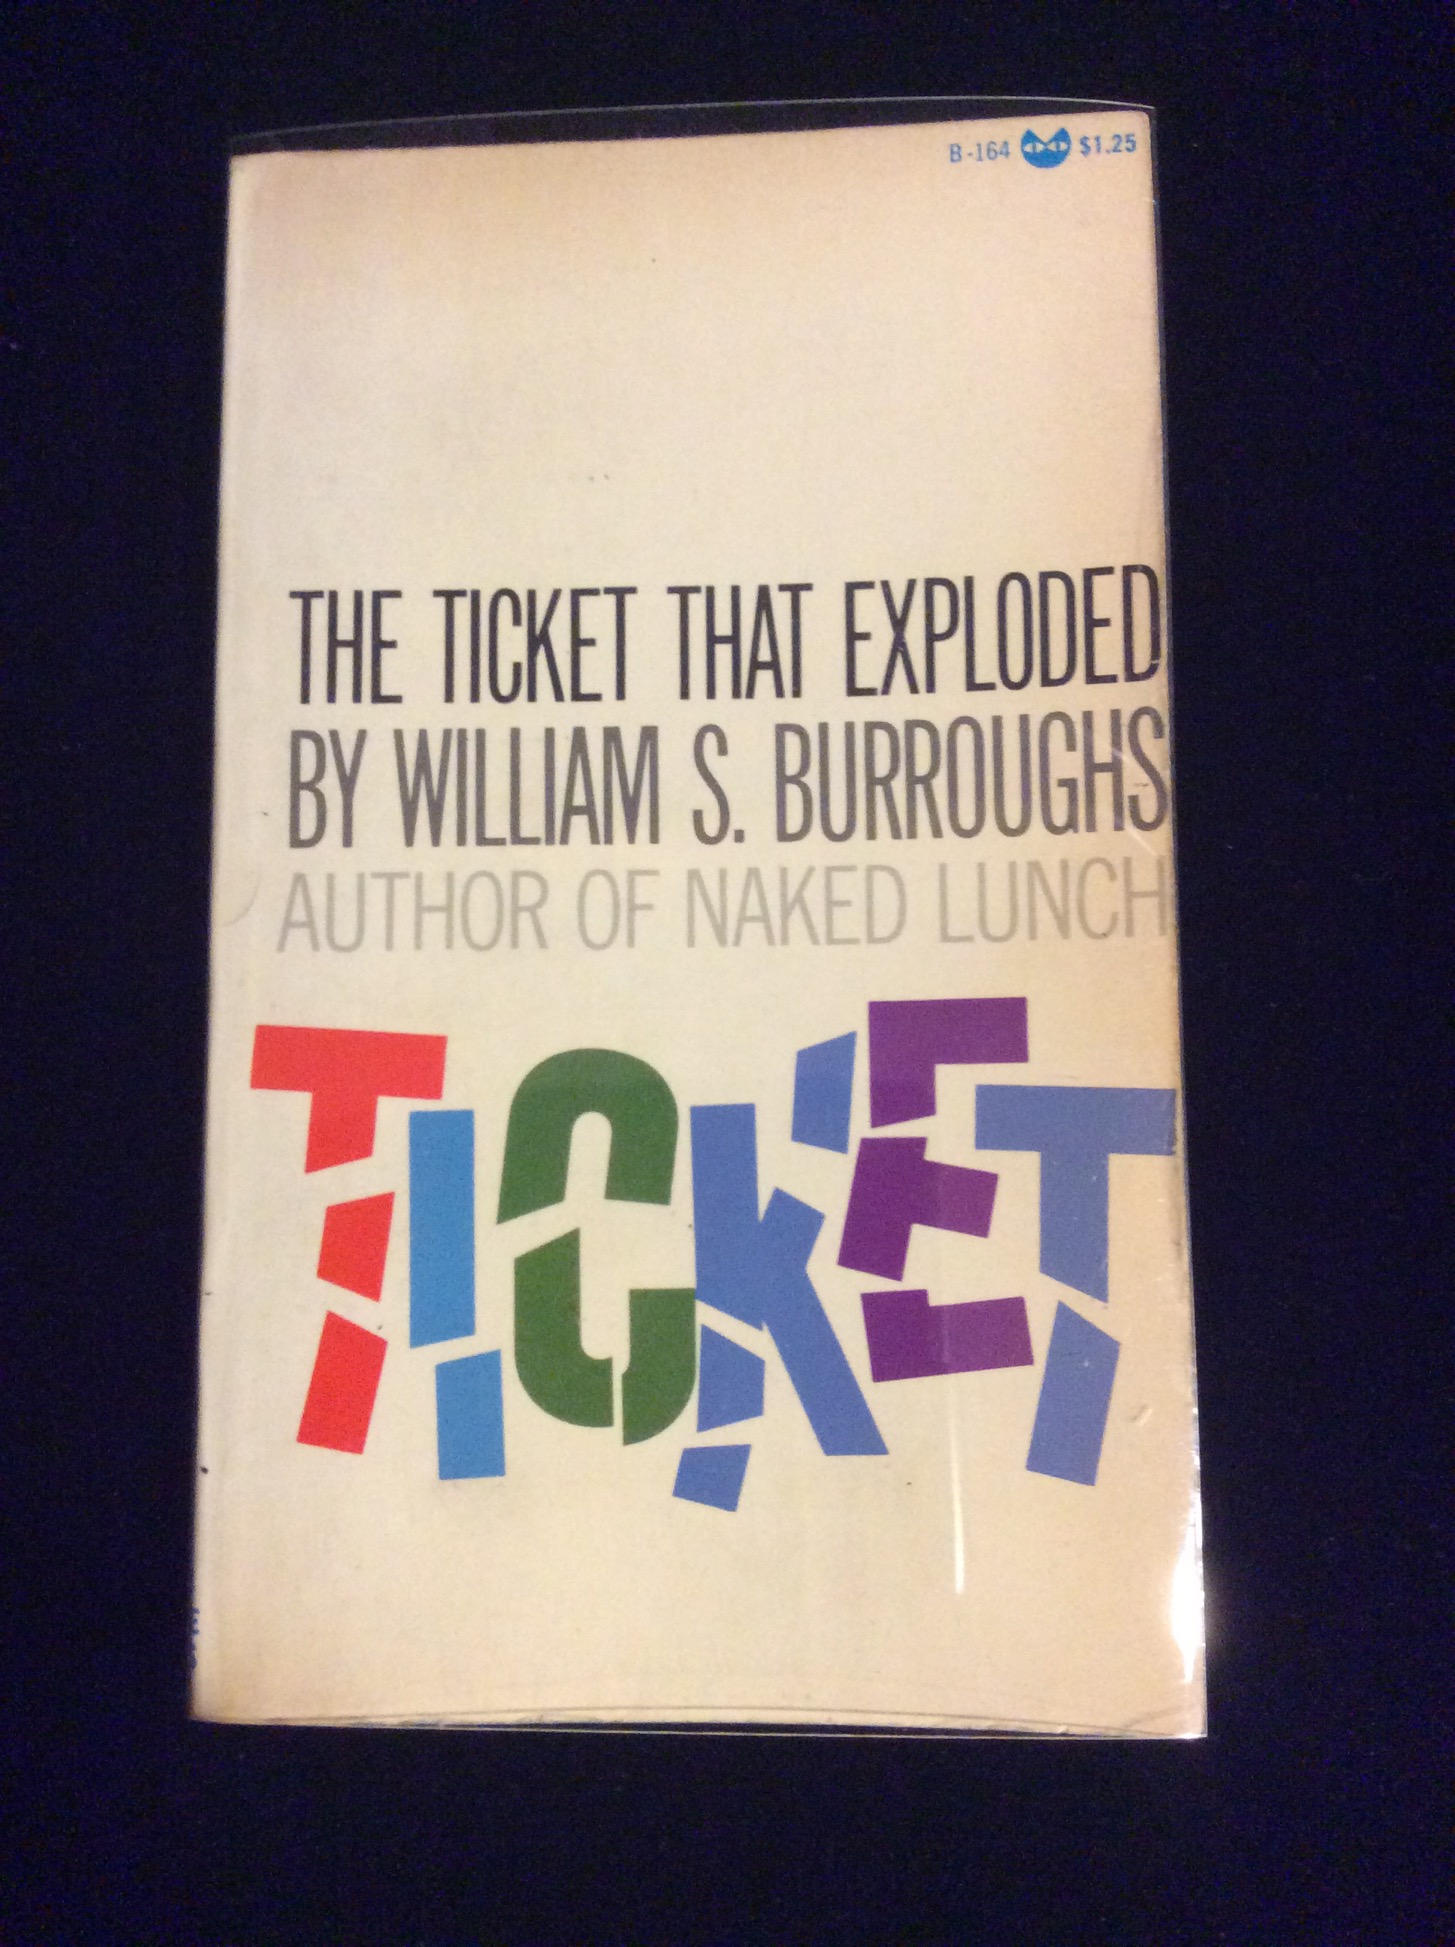 B-164 $1.25
THE TICKET THAT EXPLODED
BY WILLIAM S. BURROUGHS
AUTHOR OF NAKED LUNCH
TICKET